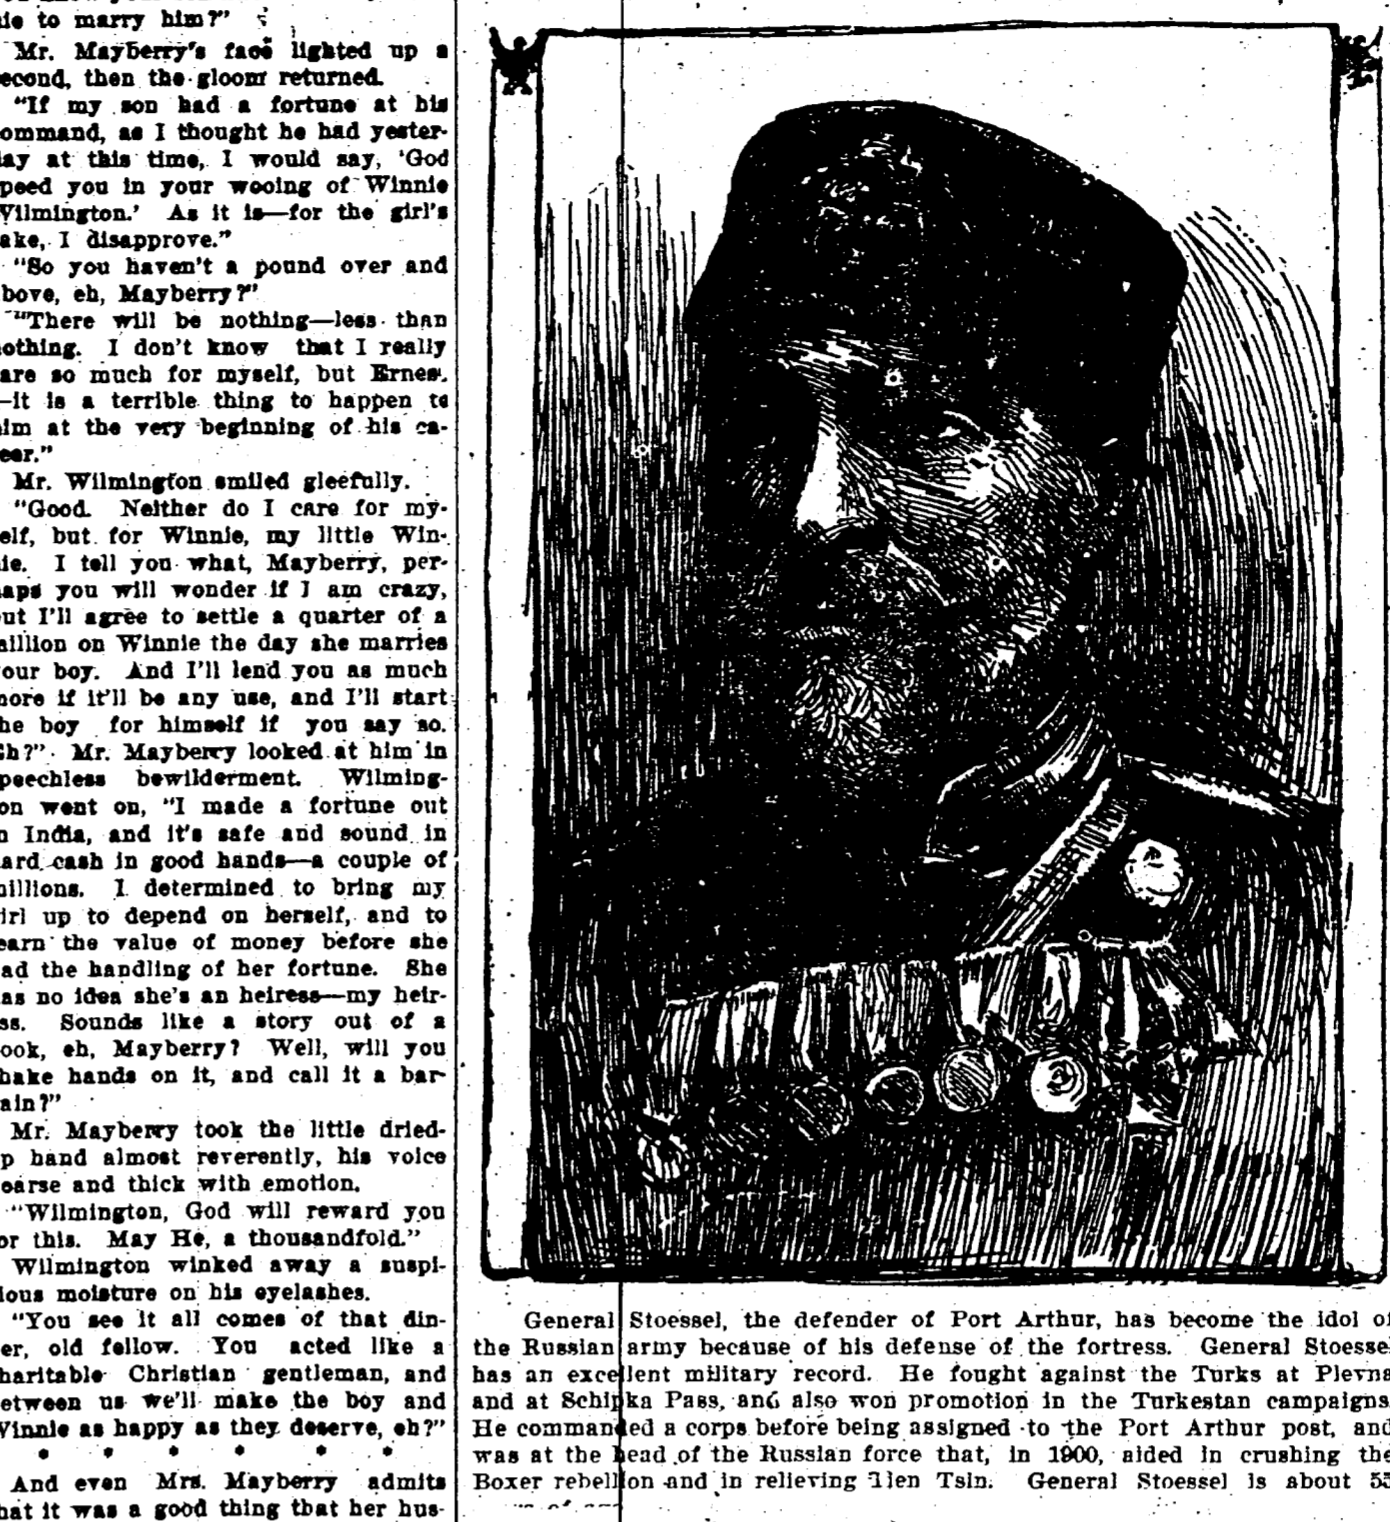 nie to marry him?"
Mr. Mayberry's face lighted up a
econd, then the gloom returned.
"If my son had a fortune at his
ommand, as I thought he had yester-
ay at this time, I would say, 'God
peed you in your wooing of Winnie
Wilmington.' As it is—for the girl's
ake, I disapprove."
"So you haven't a pound over and
bove, eh, Mayberry?"
"There will be nothing—less than
othing. I don't know that I really
are so much for myself, but Ernes.
—it is a terrible thing to happen to
him at the very beginning of his ca-
eer."
Mr. Wilmington smiled gleefully.
"Good. Neither do I care for my-
elf, but for Winnie, my little Win-
nie. I tell you what, Mayberry, per-
aps you will wonder if I am crazy,
ut I'll agree to settle a quarter of a
million on Winnie the day she marries
our boy. And I'll lend you as much
more if it'll be any use, and I'll start
he boy for himself if you say so.
Eh?" Mr. Mayberry looked at him in
peechless bewilderment. Wilming-
on went on, "I made a fortune out
n India, and it's safe and sound in
ard cash in good hands—a couple of
millions. I determined to bring my
irl up to depend on herself, and to
earn the value of money before she
ad the handling of her fortune. She
as no idea she's an heiress—my heir-
ss. Sounds like a story out of a
ook, eh, Mayberry? Well, will you
hake hands on it, and call it a bar-
ain?"
Mr. Mayberry took the little dried-
p hand almost reverently, his voice
oarse and thick with emotion.
"Wilmington, God will reward you
or this. May He, a thousandfold."
Wilmington winked away a suspi-
ious moisture on his eyelashes.
"You see it all comes of that din-
er, old fellow. You acted like a
haritable Christian gentleman, and
etween us we'll make the boy and
Winnie as happy as they deserve, eh?"
* * * * * *
And even Mrs. Mayberry admits
hat it was a good thing that her hus-
General Stoessel, the defender of Port Arthur, has become the idol of
the Russian army because of his defense of the fortress. General Stoessel
has an excellent military record. He fought against the Turks at Plevna
and at Schipka Pass, and also won promotion in the Turkestan campaigns.
He commanded a corps before being assigned to the Port Arthur post, and
was at the head of the Russian force that, in 1900, aided in crushing the
Boxer rebellion and in relieving Tien Tsin. General Stoessel is about 55